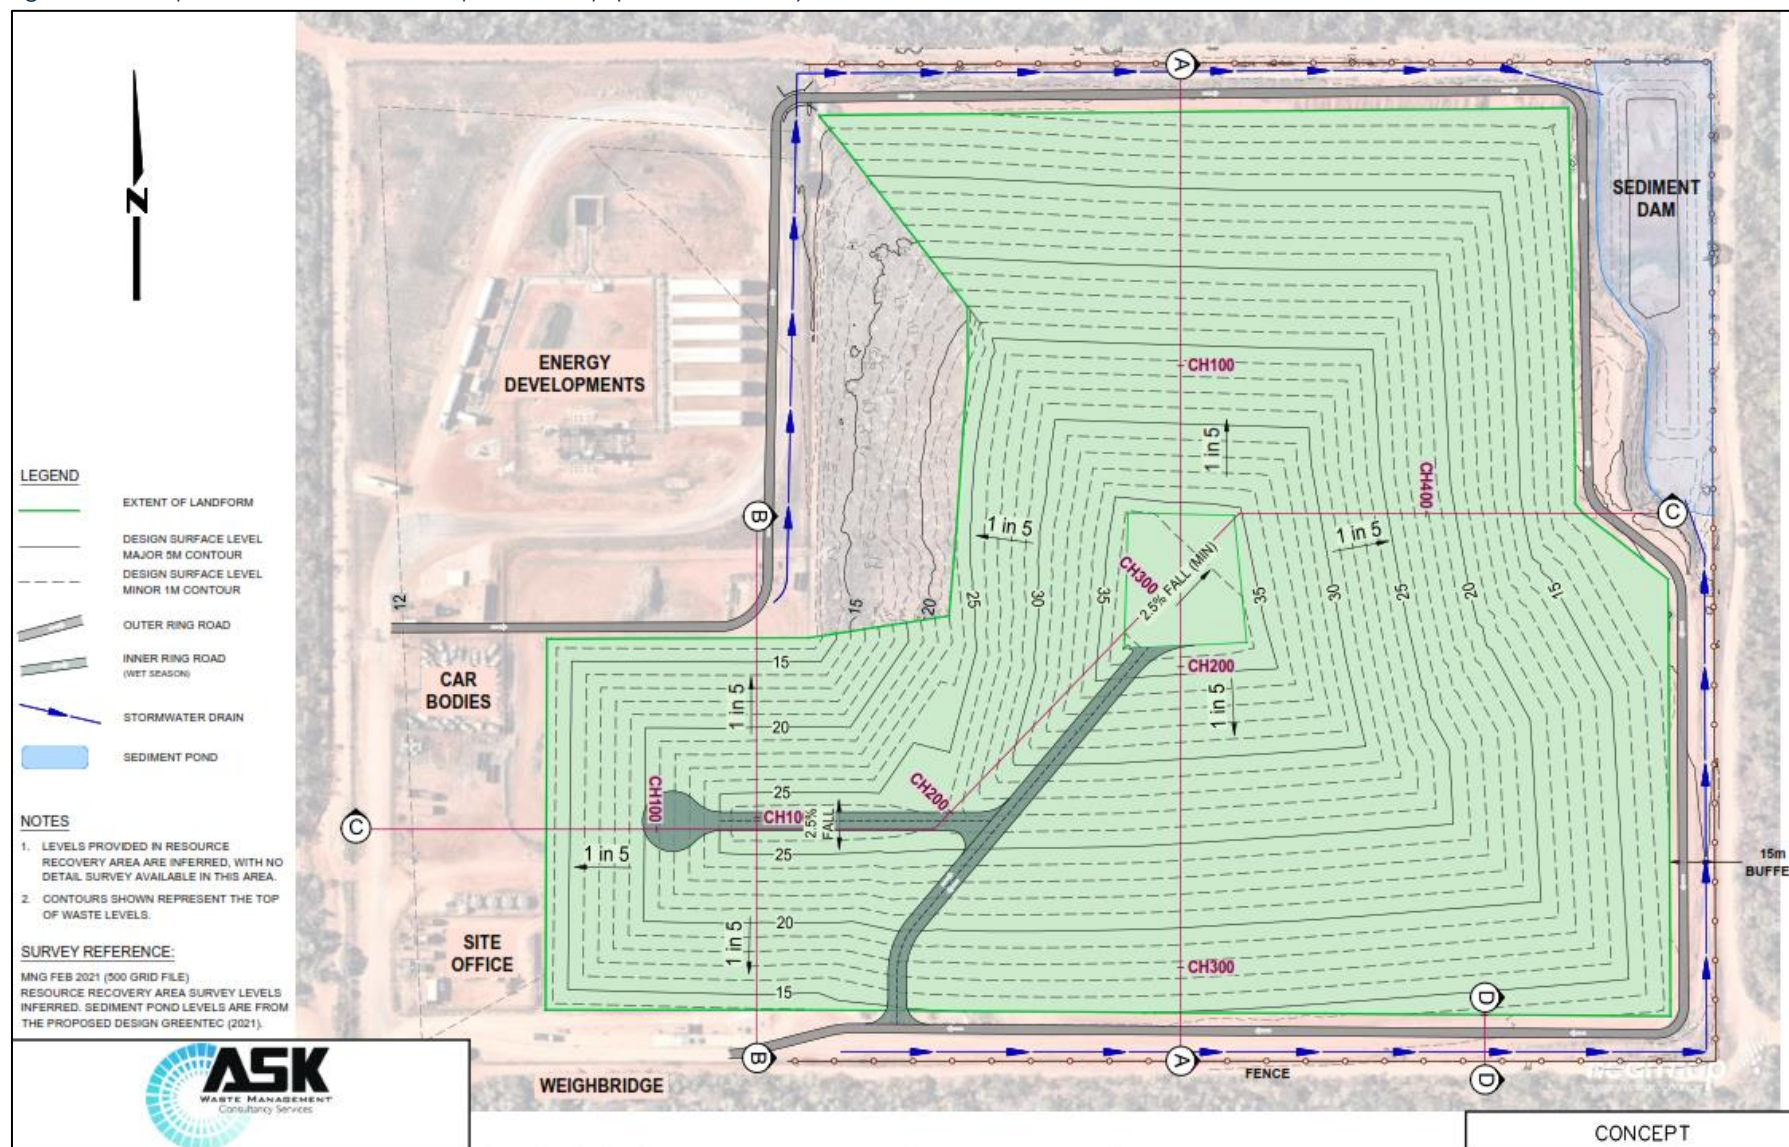 N
LEGEND
EXTENT OF LANDFORM
DESIGN SURFACE LEVEL
MAJOR 5M CONTOUR
DESIGN SURFACE LEVEL
MINOR 1M CONTOUR
OUTER RING ROAD
INNER RING ROAD
(WET SEASON)
STORMWATER DRAIN
SEDIMENT POND
NOTES
1. LEVELS PROVIDED IN RESOURCE
RECOVERY AREA ARE INFERRED, WITH NO
DETAIL SURVEY AVAILABLE IN THIS AREA.
2. CONTOURS SHOWN REPRESENT THE TOP
OF WASTE LEVELS.
SURVEY REFERENCE:
MNG FEB 2021 (500 GRID FILE)
RESOURCE RECOVERY AREA SURVEY LEVELS
INFERRED. SEDIMENT POND LEVELS ARE FROM
THE PROPOSED DESIGN GREENTEC (2021).
ASK
WASTE MANAGEMENT
Consultancy Services
A
SEDIMENT
DAM
ENERGY
DEVELOPMENTS
CH100
1 in 5
CH400
B
C
1 in 5
1 in 5
CH300
2.5% FALL (MIN)
12
15
20
25
30
35
35
30
25
20
15
CAR
BODIES
15
1 in 5
20
CH200
1 in 5
CH200
25
CH100
CH10
2.5%
FALL
C
25
1 in 5
15m
BUFFE
20
1 in 5
SITE
OFFICE
CH300
15
D
B
A
FENCE
D
WEIGHBRIDGE
CONCEPT